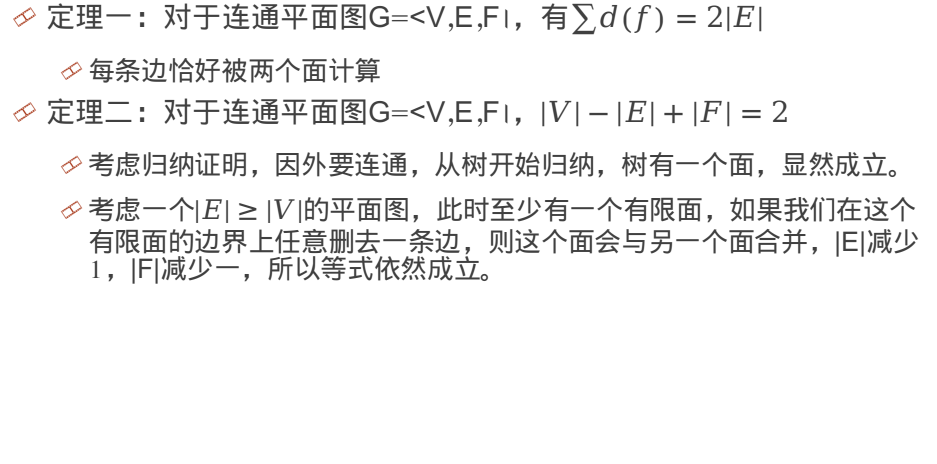 定理一：对于连通平面图G=<V,E,F|，有∑d(f) = 2|E|
每条边恰好被两个面计算
定理二：对于连通平面图G=<V,E,F|，|V| − |E| + |F| = 2
考虑归纳证明，因外要连通，从树开始归纳，树有一个面，显然成立。
考虑一个|E| ≥ |V|的平面图，此时至少有一个有限面，如果我们在这个
有限面的边界上任意删去一条边，则这个面会与另一个面合并，|E|减少
1，|F|减少一，所以等式依然成立。